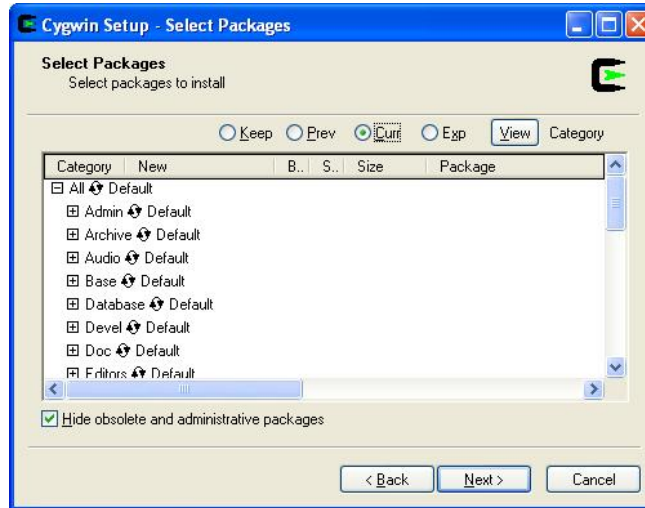 Cygwin Setup - Select Packages
Select Packages
Select packages to install
Keep Prev Curr Exp View Category
Category New B.. S.. Size Package
All Default
Admin Default
Archive Default
Audio Default
Base Default
Database Default
Devel Default
Doc Default
Editors Default
Hide obsolete and administrative packages
< Back Next > Cancel